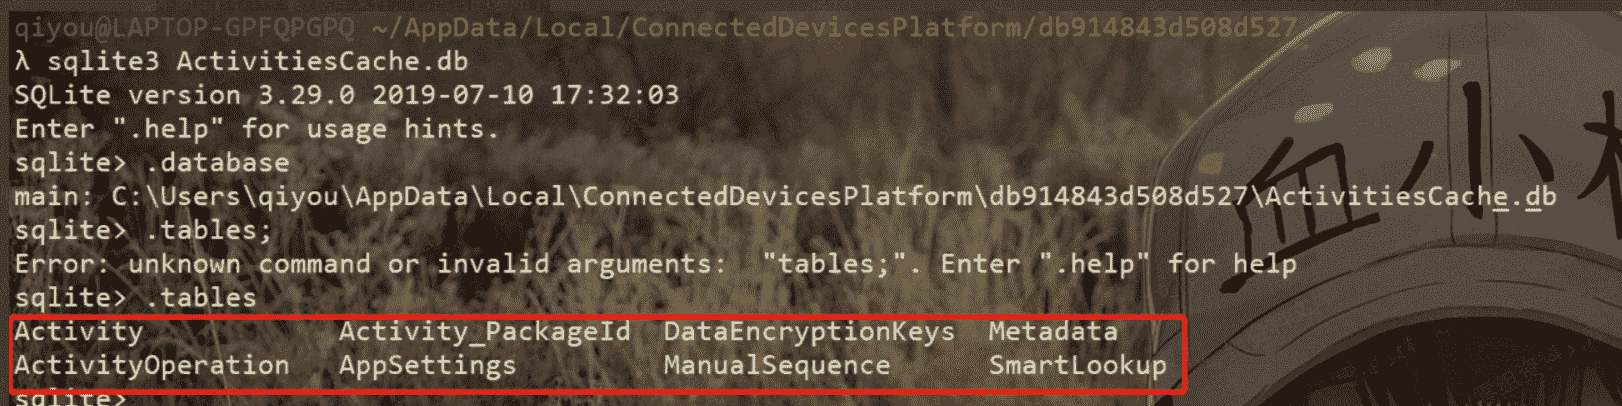 qiyou@LAPTOP-GPFQPGPQ ~/AppData/Local/ConnectedDevicesPlatform/db914843d508d527
λ sqlite3 ActivitiesCache.db
SQLite version 3.29.0 2019-07-10 17:32:03
Enter ".help" for usage hints.
sqlite> .database
main: C:\Users\qiyou\AppData\Local\ConnectedDevicesPlatform\db914843d508d527\ActivitiesCache.db
sqlite> .tables;
Error: unknown command or invalid arguments:  "tables;". Enter ".help" for help
sqlite> .tables
Activity            Activity_PackageId  DataEncryptionKeys  Metadata
ActivityOperation   AppSettings         ManualSequence      SmartLookup
sqlite>
血小